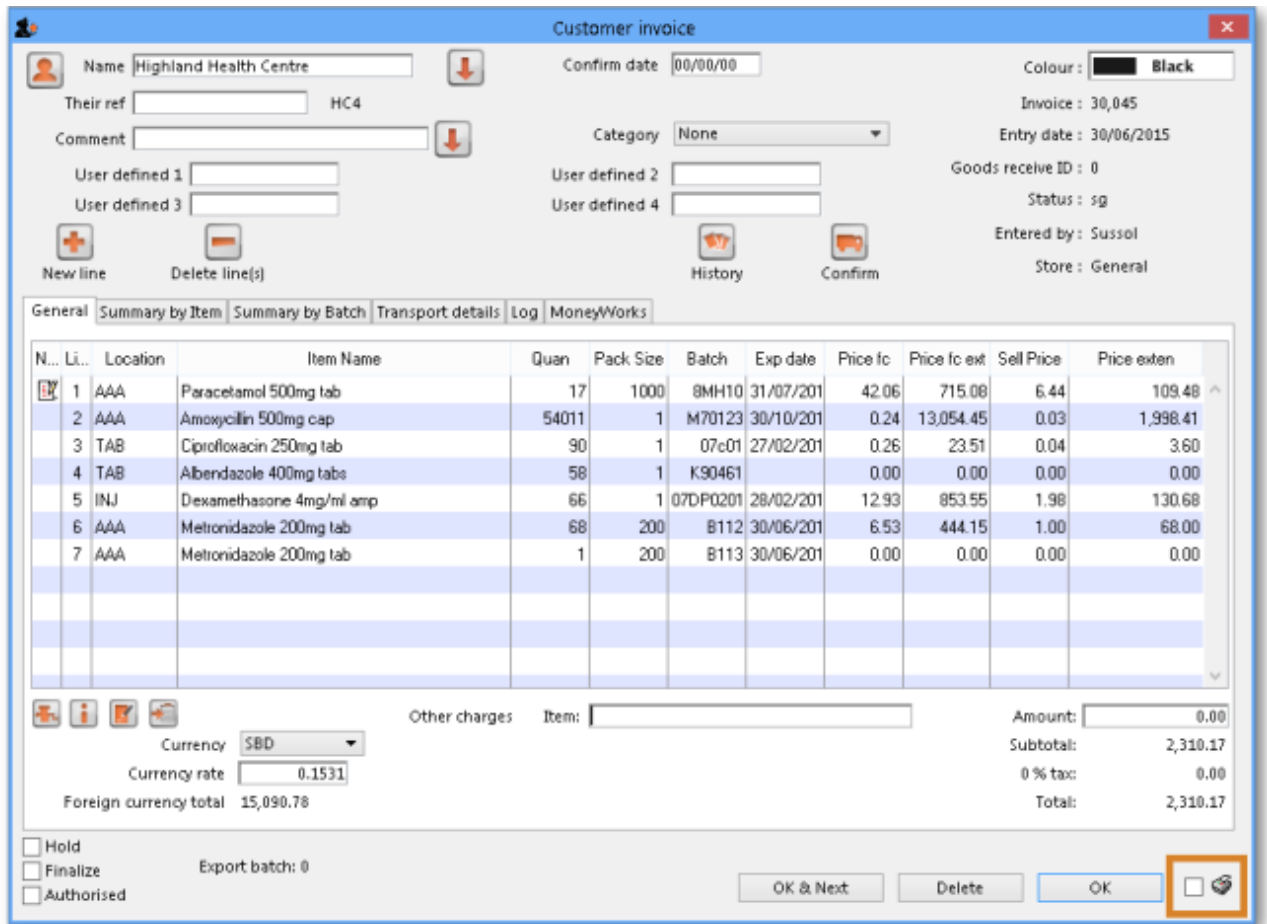 Customer invoice
Name Highland Health Centre Confirm date 00/00/00 Colour : Black
Their ref HC4 Invoice : 30,045
Comment Category None Entry date : 30/06/2015
User defined 1 User defined 2 Goods receive ID : 0
User defined 3 User defined 4 Status : sg
Entered by : Sussol
New line Delete line(s) History Confirm Store : General
General Summary by Item Summary by Batch Transport details Log MoneyWorks
N... Li... Location Item Name Quan Pack Size Batch Exp date Price fc Price fc ext Sell Price Price exten
1 AAA Paracetamol 500mg tab 17 1000 8MH10 31/07/201 42.06 715.08 6.44 109.48
2 AAA Amoxycillin 500mg cap 54011 1 M70123 30/10/201 0.24 13,054.45 0.03 1,998.41
3 TAB Ciprofloxacin 250mg tab 90 1 07c01 27/02/201 0.26 23.51 0.04 3.60
4 TAB Albendazole 400mg tabs 58 1 K90461 0.00 0.00 0.00 0.00
5 INJ Dexamethasone 4mg/ml amp 66 1 07DP0201 28/02/201 12.93 853.55 1.98 130.68
6 AAA Metronidazole 200mg tab 68 200 B112 30/06/201 6.53 444.15 1.00 68.00
7 AAA Metronidazole 200mg tab 1 200 B113 30/06/201 0.00 0.00 0.00 0.00
Other charges Item: Amount: 0.00
Currency SBD Subtotal: 2,310.17
Currency rate 0.1531 0 % tax: 0.00
Foreign currency total 15,090.78 Total: 2,310.17
Hold
Finalize Export batch: 0
Authorised OK & Next Delete OK